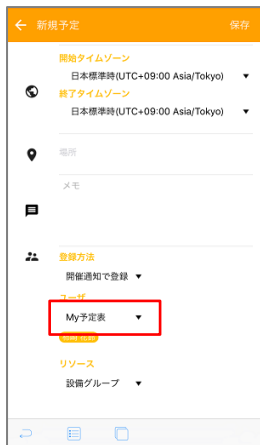 新規予定
保存
開始タイムゾーン
日本標準時(UTC+09:00 Asia/Tokyo) ▼
終了タイムゾーン
日本標準時(UTC+09:00 Asia/Tokyo) ▼
場所
メモ
登録方法
開催通知で登録 ▼
ユーザ
My予定表 ▼
リソース
設備グループ ▼